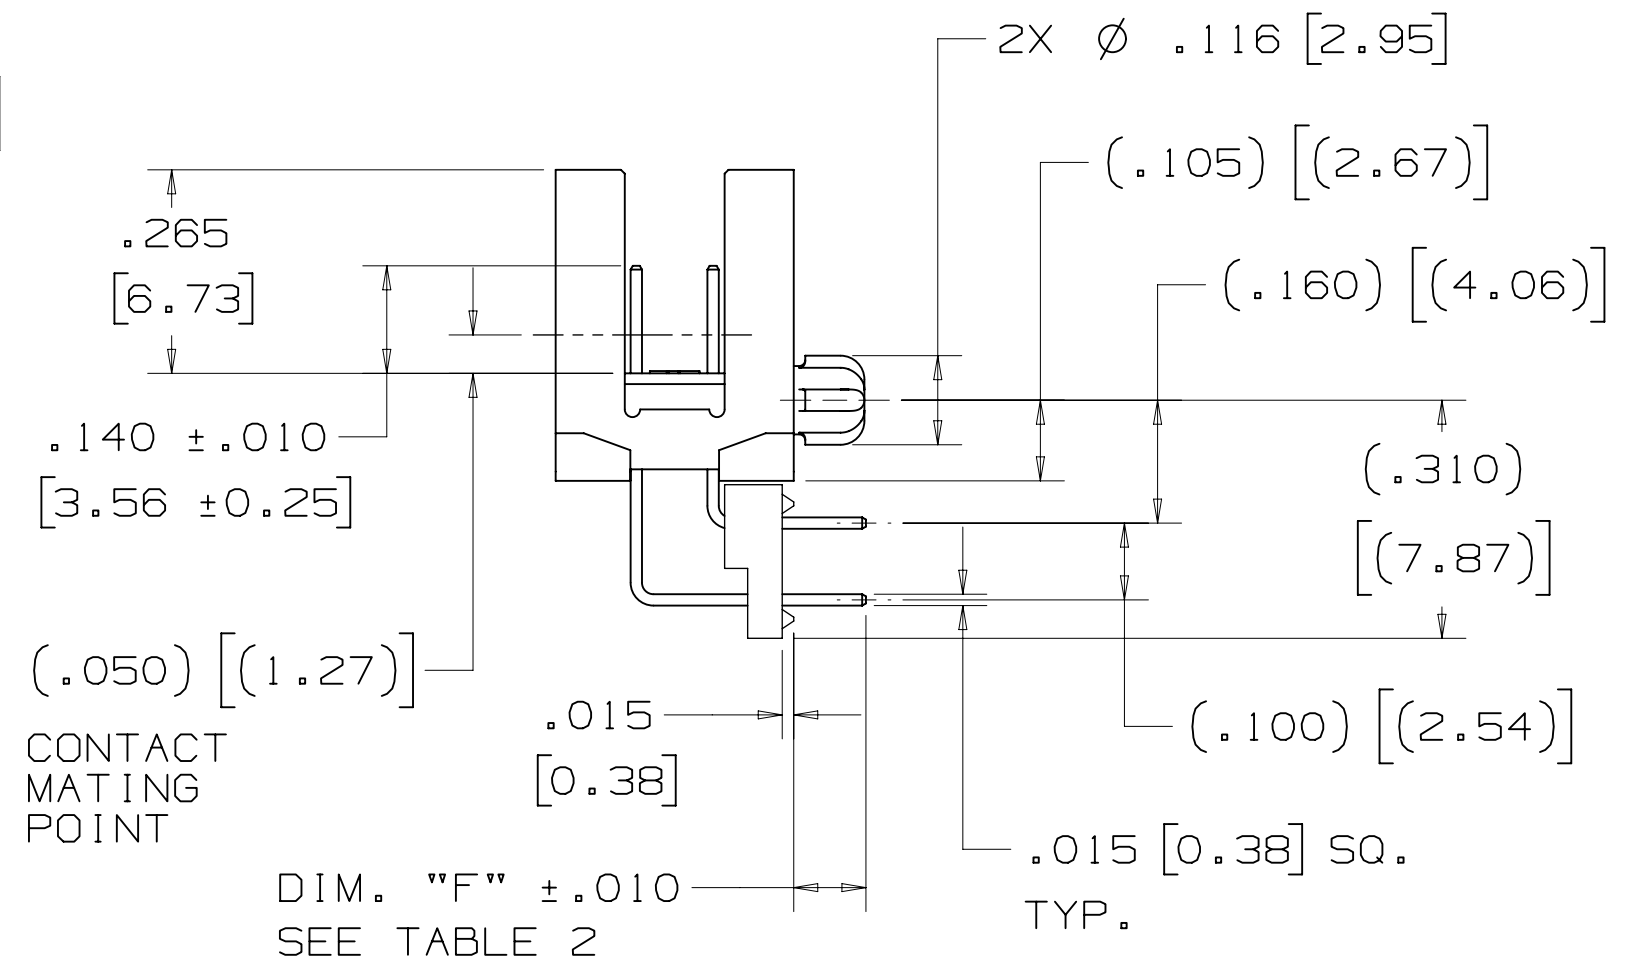 2X Ø .116 [2.95]
(.105) [(2.67)]
.265
[6.73]
(.160) [(4.06)]
.140 ±.010
[3.56 ±0.25]
(.310)
[(7.87)]
(.050) [(1.27)]
CONTACT
MATING
POINT
.015
[0.38]
(.100) [(2.54)]
.015 [0.38] SQ.
TYP.
DIM. "F" ±.010
SEE TABLE 2